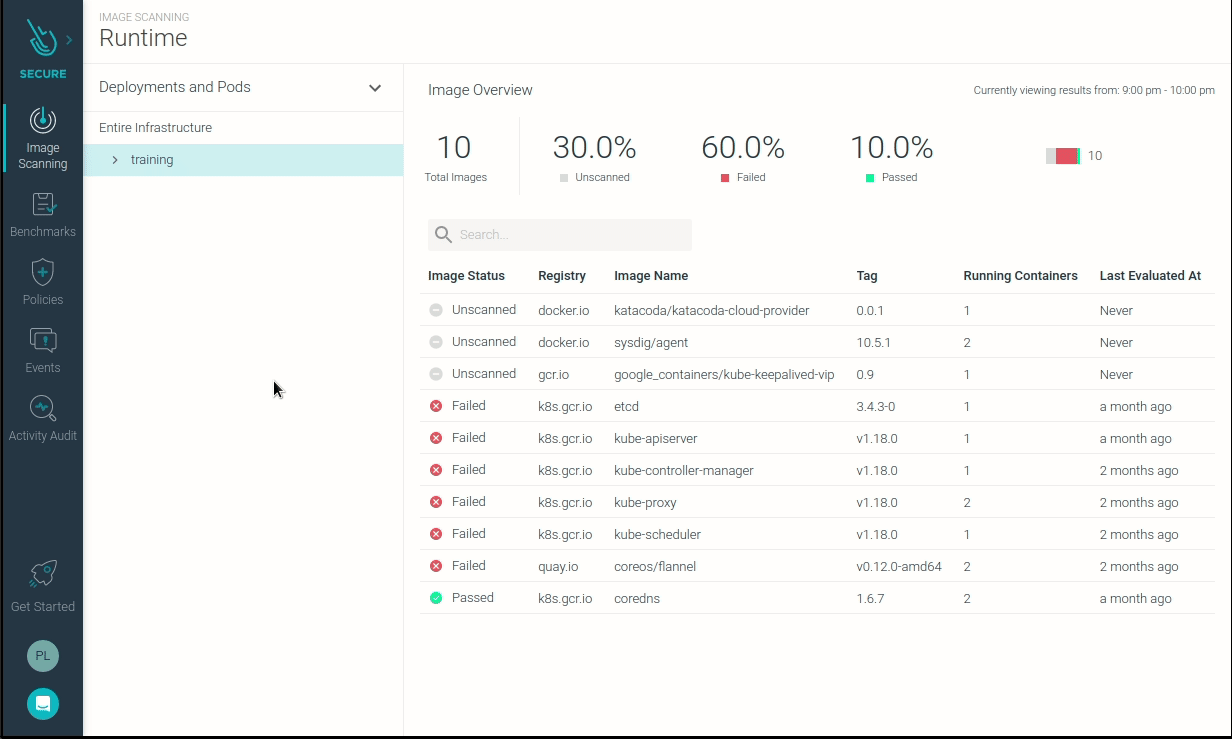 IMAGE SCANNING
Runtime
SECURE
Image
Scanning
Benchmarks
Policies
Events
Activity Audit
Get Started
PL
Deployments and Pods
Entire Infrastructure
training
Image Overview
Currently viewing results from: 9:00 pm - 10:00 pm
10 30.0% 60.0% 10.0% 10
Total Images Unscanned Failed Passed
Search...
Image Status Registry Image Name Tag Running Containers Last Evaluated At
Unscanned docker.io katacoda/katacoda-cloud-provider 0.0.1 1 Never
Unscanned docker.io sysdig/agent 10.5.1 2 Never
Unscanned gcr.io google_containers/kube-keepalived-vip 0.9 1 Never
Failed k8s.gcr.io etcd 3.4.3-0 1 a month ago
Failed k8s.gcr.io kube-apiserver v1.18.0 1 a month ago
Failed k8s.gcr.io kube-controller-manager v1.18.0 1 2 months ago
Failed k8s.gcr.io kube-proxy v1.18.0 2 2 months ago
Failed k8s.gcr.io kube-scheduler v1.18.0 1 2 months ago
Failed quay.io coreos/flannel v0.12.0-amd64 2 2 months ago
Passed k8s.gcr.io coredns 1.6.7 2 a month ago